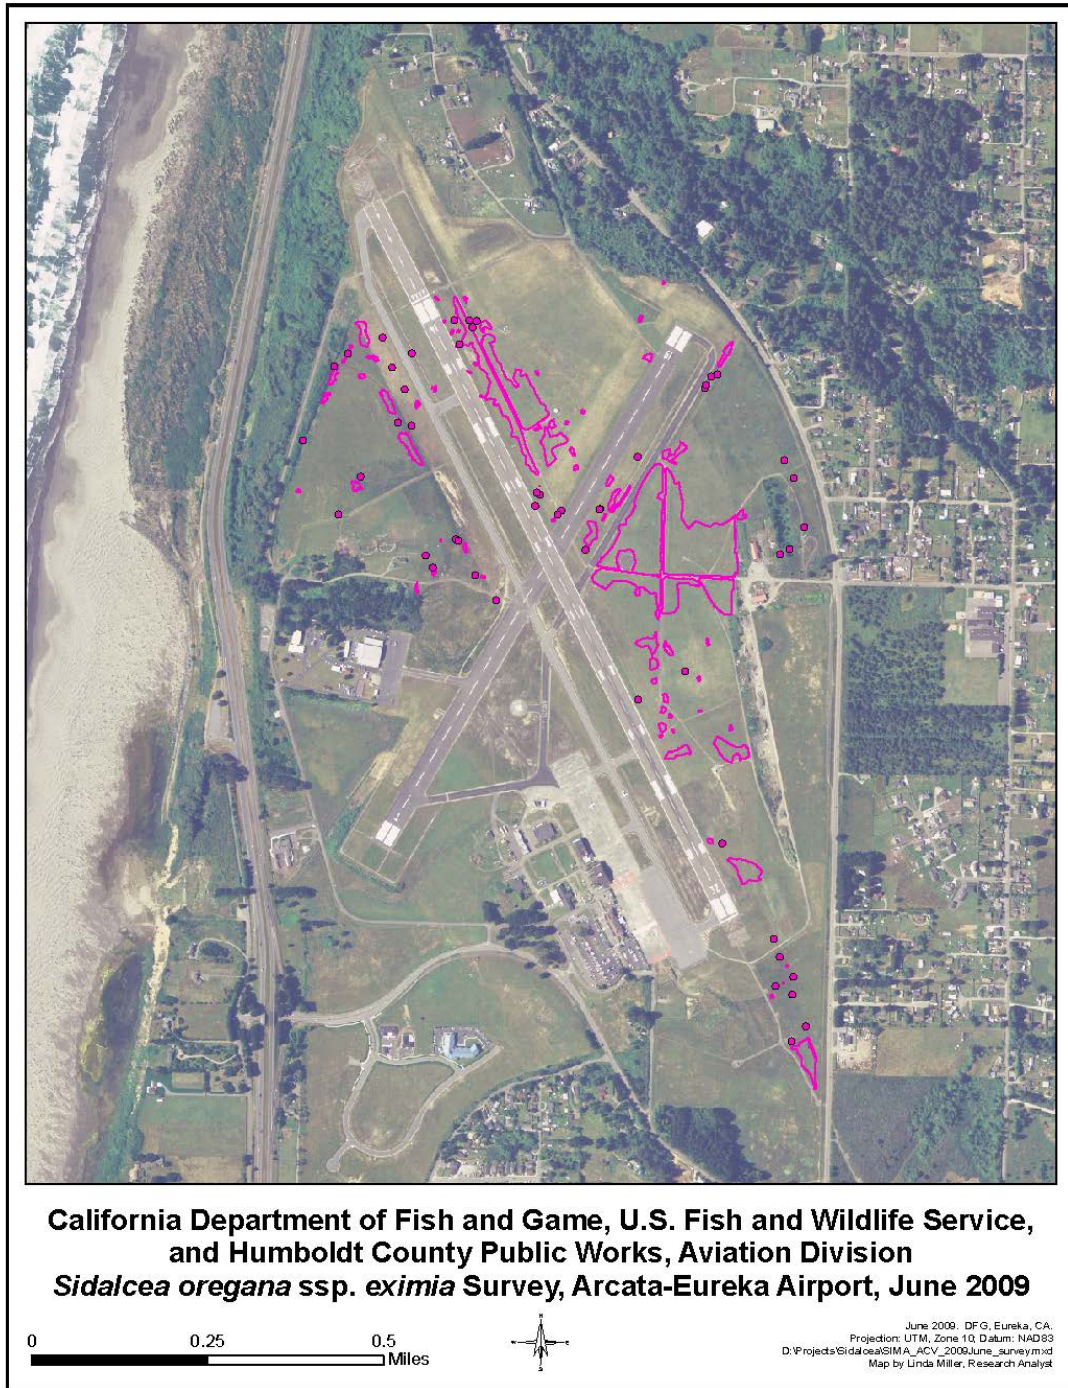 California Department of Fish and Game, U.S. Fish and Wildlife Service,
and Humboldt County Public Works, Aviation Division
Sidalcea oregana ssp. eximia Survey, Arcata-Eureka Airport, June 2009
0 0.25 0.5
Miles
June 2009. DFG, Eureka, CA.
Projection: UTM, Zone 10; Datum: NAD83
D:\Projects\Sidalcea\SIMA_ACV_2009June_survey.mxd
Map by Linda Miller, Research Analyst